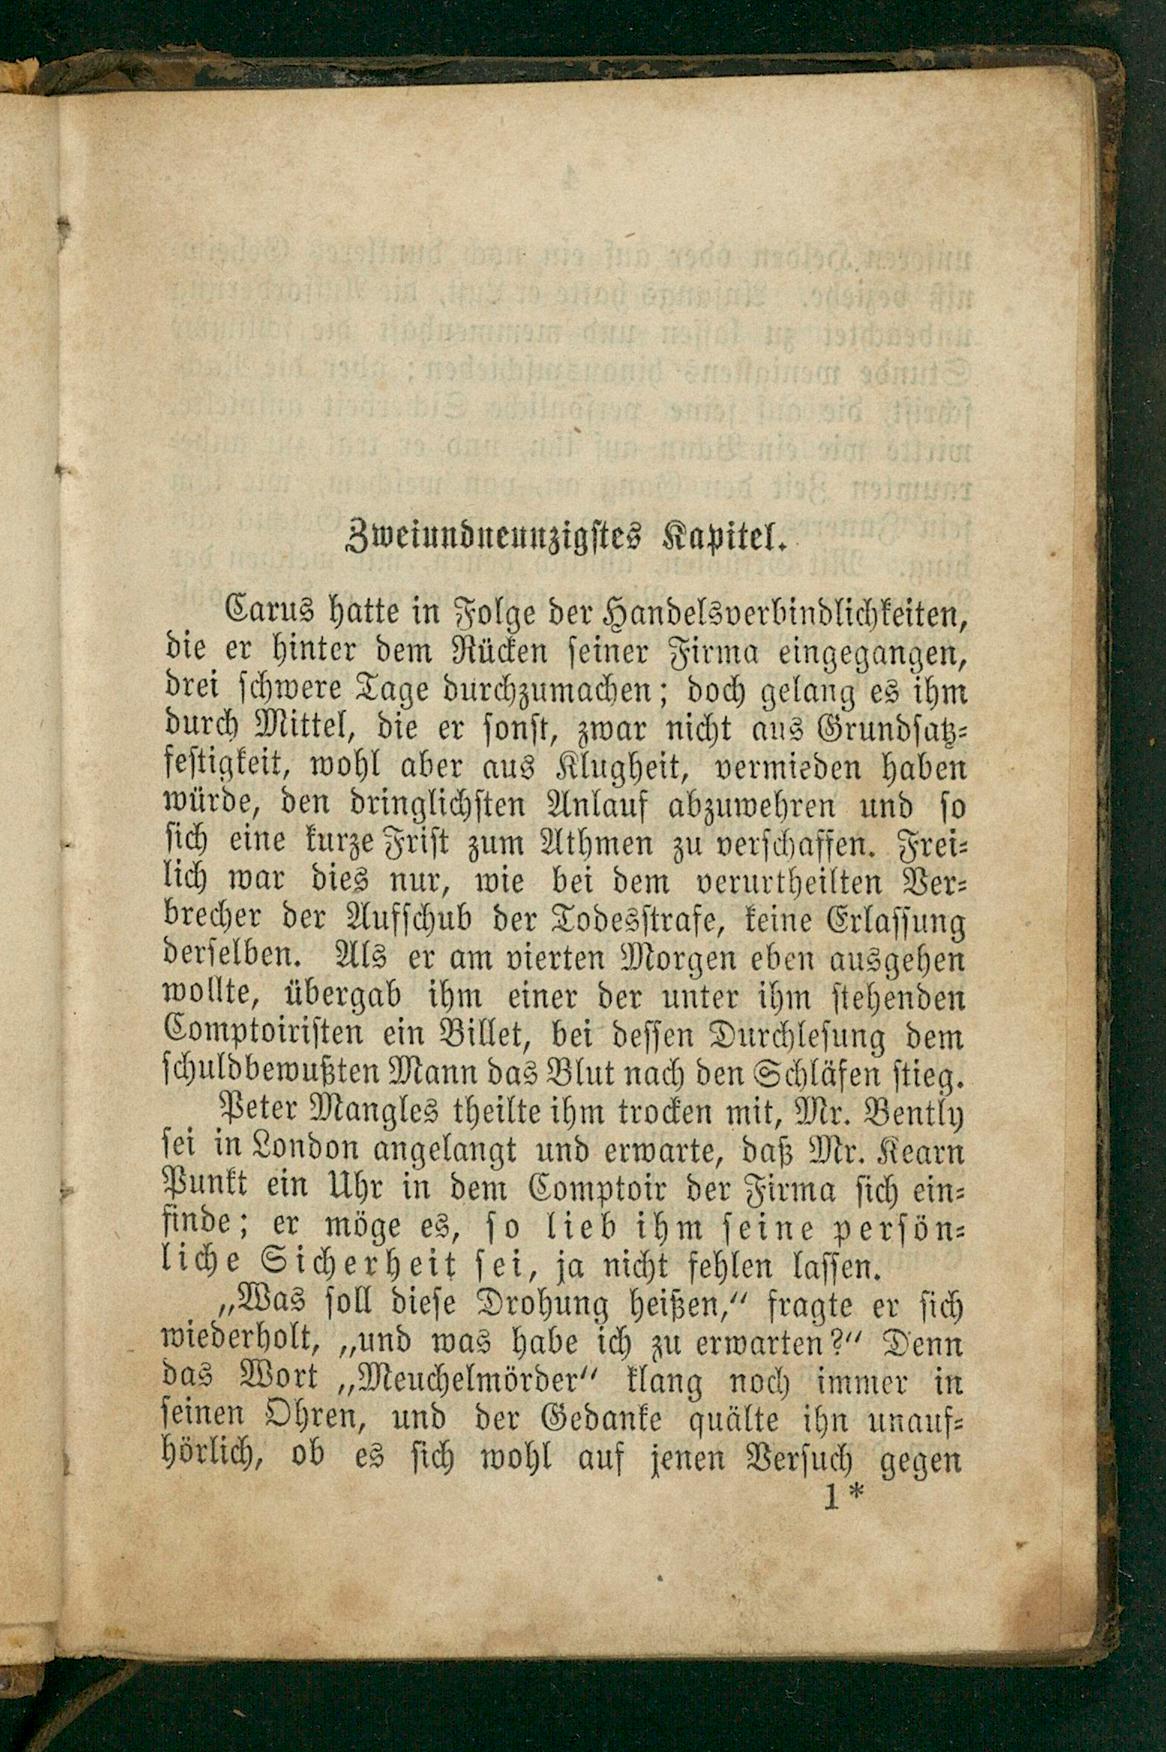 Zweiundneunzigstes Kapitel.
Carus hatte in Folge der Handelsverbindlichkeiten,
die er hinter dem Rücken seiner Firma eingegangen,
drei schwere Tage durchzumachen; doch gelang es ihm
durch Mittel, die er sonst, zwar nicht aus Grundsatz-
festigkeit, wohl aber aus Klugheit, vermieden haben
würde, den dringlichsten Anlauf abzuwehren und so
sich eine kurze Frist zum Athmen zu verschaffen. Frei-
lich war dies nur, wie bei dem verurtheilten Ver-
brecher der Aufschub der Todesstrafe, keine Erlassung
derselben. Als er am vierten Morgen eben ausgehen
wollte, übergab ihm einer der unter ihm stehenden
Comptoiristen ein Billet, bei dessen Durchlesung dem
schuldbewußten Mann das Blut nach den Schläfen stieg.
Peter Mangles theilte ihm trocken mit, Mr. Bently
sei in London angelangt und erwarte, daß Mr. Kearn
Punkt ein Uhr in dem Comptoir der Firma sich ein-
finde; er möge es, so lieb ihm seine persön-
liche Sicherheit sei, ja nicht fehlen lassen.
„Was soll diese Drohung heißen,“ fragte er sich
wiederholt, „und was habe ich zu erwarten?“ Denn
das Wort „Meuchelmörder“ klang noch immer in
seinen Ohren, und der Gedanke quälte ihn unauf-
hörlich, ob es sich wohl auf jenen Versuch gegen
1*